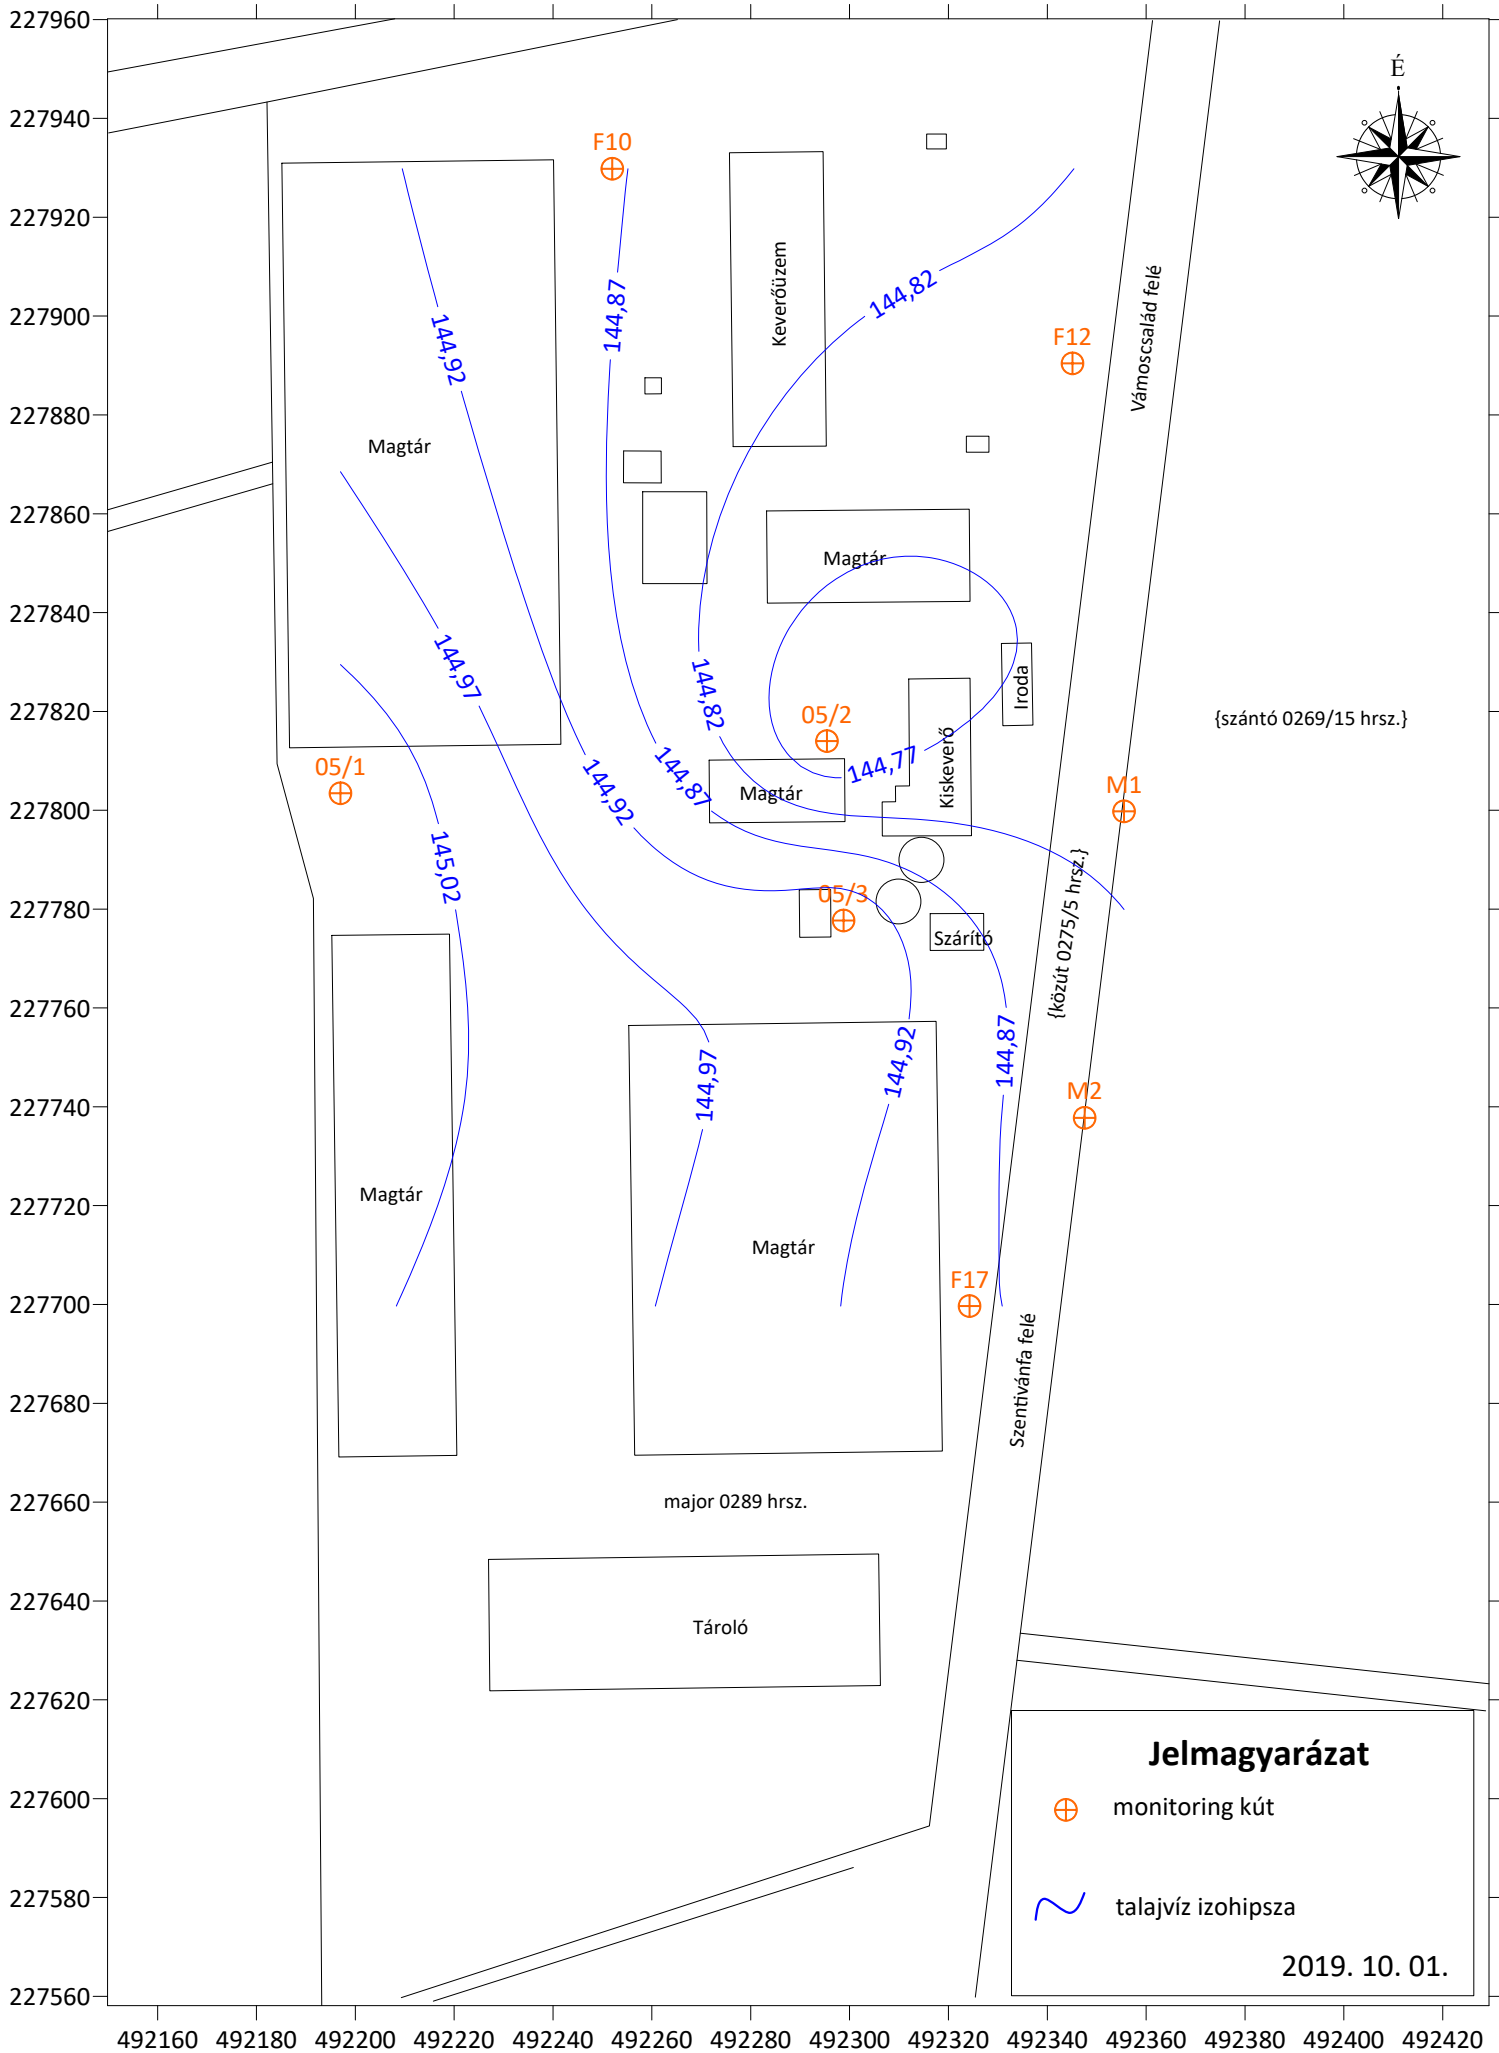 227960
227940
227920
227900
227880
227860
227840
227820
227800
227780
227760
227740
227720
227700
227680
227660
227640
227620
227600
227580
227560
É
F10
144,82
144,87
Keverőüzem
Vámoscsalád felé
F12
144,92
Magtár
Magtár
144,97
144,82
Iroda
05/2
{szántó 0269/15 hrsz.}
05/1
144,77
Kiskeverő
144,87
Magtár
M1
144,92
145,02
05/3
{közút 0275/5 hrsz.}
Szárító
144,97
144,92
144,87
M2
Magtár
Magtár
F17
Szentivánfa felé
major 0289 hrsz.
Tároló
Jelmagyarázat
monitoring kút
talajvíz izohipsza
2019. 10. 01.
492160 492180 492200 492220 492240 492260 492280 492300 492320 492340 492360 492380 492400 492420